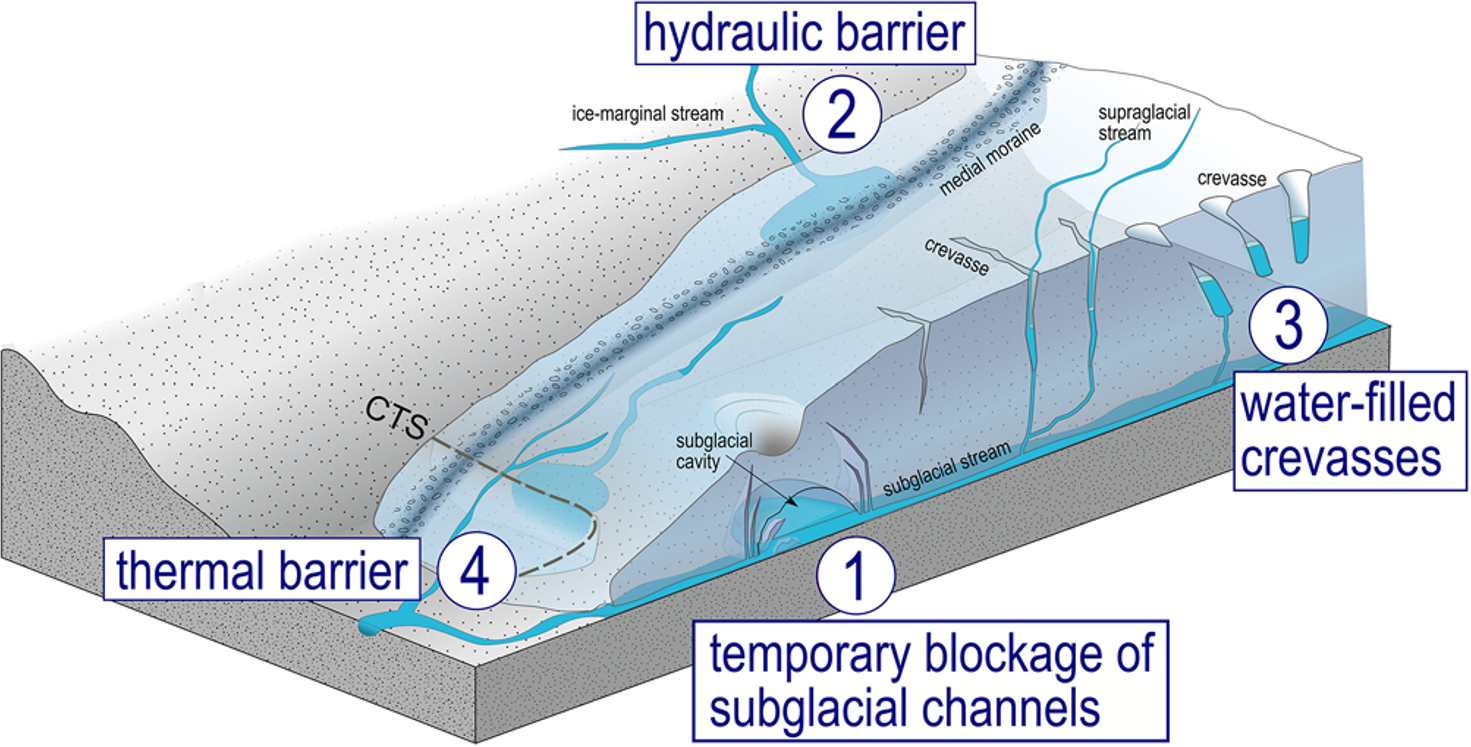 hydraulic barrier
2
ice-marginal stream
medial moraine
supraglacial
stream
crevasse
crevasse
3
water-filled
crevasses
CTS
subglacial
cavity
subglacial stream
thermal barrier
4
1
temporary blockage of
subglacial channels